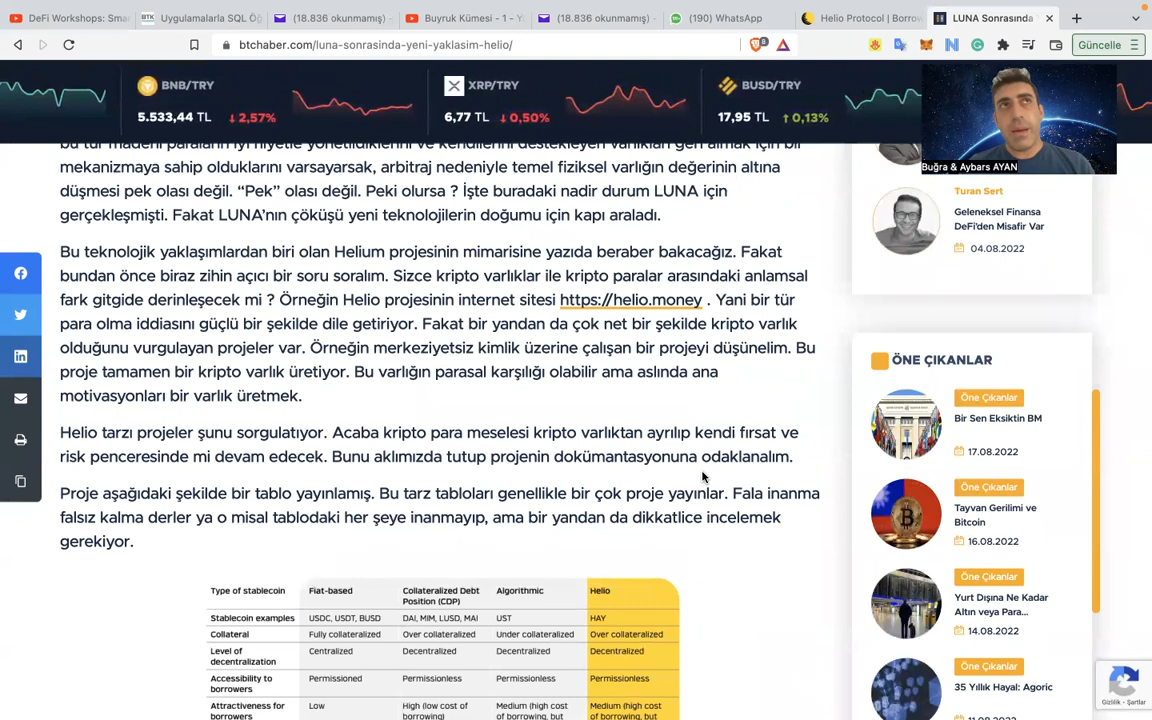 DeFi Workshops: Smar
Uygulamalarla SQL Öğ
(18.836 okunmamış) -
Buyruk Kümesi - 1 - Y
(18.836 okunmamış) -
(190) WhatsApp
Helio Protocol | Borrow
LUNA Sonrasında
btchaber.com/luna-sonrasinda-yeni-yaklasim-helio/
Güncelle
BNB/TRY
5.533,44 TL ↓2,57%
XRP/TRY
6,77 TL ↓0,50%
BUSD/TRY
17,95 TL ↑0,13%
Buğra & Aybars AYAN
mekanizmaya sahip olduklarını varsayarsak, arbitraj nedeniyle temel fiziksel varlığın değerinin altına
düşmesi pek olası değil. “Pek” olası değil. Peki olursa ? İşte buradaki nadir durum LUNA için
gerçekleşmişti. Fakat LUNA’nın çöküşü yeni teknolojilerin doğumu için kapı araladı.
Bu teknolojik yaklaşımlardan biri olan Helium projesinin mimarisine yazıda beraber bakacağız. Fakat
bundan önce biraz zihin açıcı bir soru soralım. Sizce kripto varlıklar ile kripto paralar arasındaki anlamsal
fark gitgide derinleşecek mi ? Örneğin Helio projesinin internet sitesi https://helio.money . Yani bir tür
para olma iddiasını güçlü bir şekilde dile getiriyor. Fakat bir yandan da çok net bir şekilde kripto varlık
olduğunu vurgulayan projeler var. Örneğin merkeziyetsiz kimlik üzerine çalışan bir projeyi düşünelim. Bu
proje tamamen bir kripto varlık üretiyor. Bu varlığın parasal karşılığı olabilir ama aslında ana
motivasyonları bir varlık üretmek.
Helio tarzı projeler şunu sorgulatıyor. Acaba kripto para meselesi kripto varlıktan ayrılıp kendi fırsat ve
risk penceresinde mi devam edecek. Bunu aklımızda tutup projenin dokümantasyonuna odaklanalım.
Proje aşağıdaki şekilde bir tablo yayınlamış. Bu tarz tabloları genellikle bir çok proje yayınlar. Fala inanma
falsız kalma derler ya o misal tablodaki her şeye inanmayıp, ama bir yandan da dikkatlice incelemek
gerekiyor.
Type of stablecoin Fiat-based Collateralized Debt Position (CDP) Algorithmic Helio
Stablecoin examples USDC, USDT, BUSD DAI, MIM, LUSD, MAI UST HAY
Collateral Fully collateralized Over collateralized Under collateralized Over collateralized
Level of decentralization Centralized Decentralized Decentralized Decentralized
Accessibility to borrowers Permissioned Permissionless Permissionless Permissionless
Attractiveness for borrowers Low High (low cost of borrowing) Medium (high cost of borrowing, but Medium (high cost of borrowing, but
Turan Sert
Geleneksel Finansa
DeFi'den Misafir Var
04.08.2022
ÖNE ÇIKANLAR
Öne Çıkanlar
Bir Sen Eksiktin BM
17.08.2022
Öne Çıkanlar
Tayvan Gerilimi ve
Bitcoin
16.08.2022
Öne Çıkanlar
Yurt Dışına Ne Kadar
Altın veya Para...
14.08.2022
Öne Çıkanlar
35 Yıllık Hayal: Agoric
Gizlilik - Şartlar